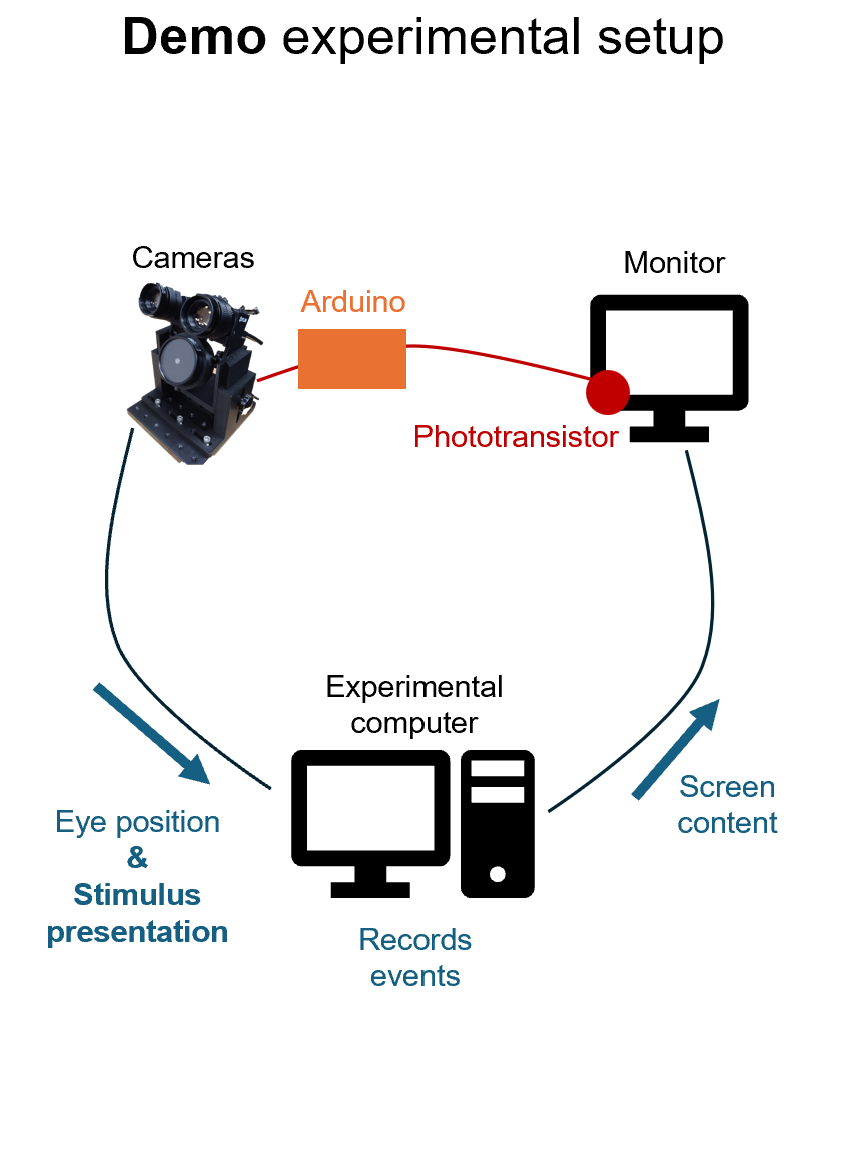 Demo experimental setup
Cameras
Monitor
Arduino
Phototransistor
Experimental
computer
Screen
content
Eye position
&
Stimulus
presentation
Records
events